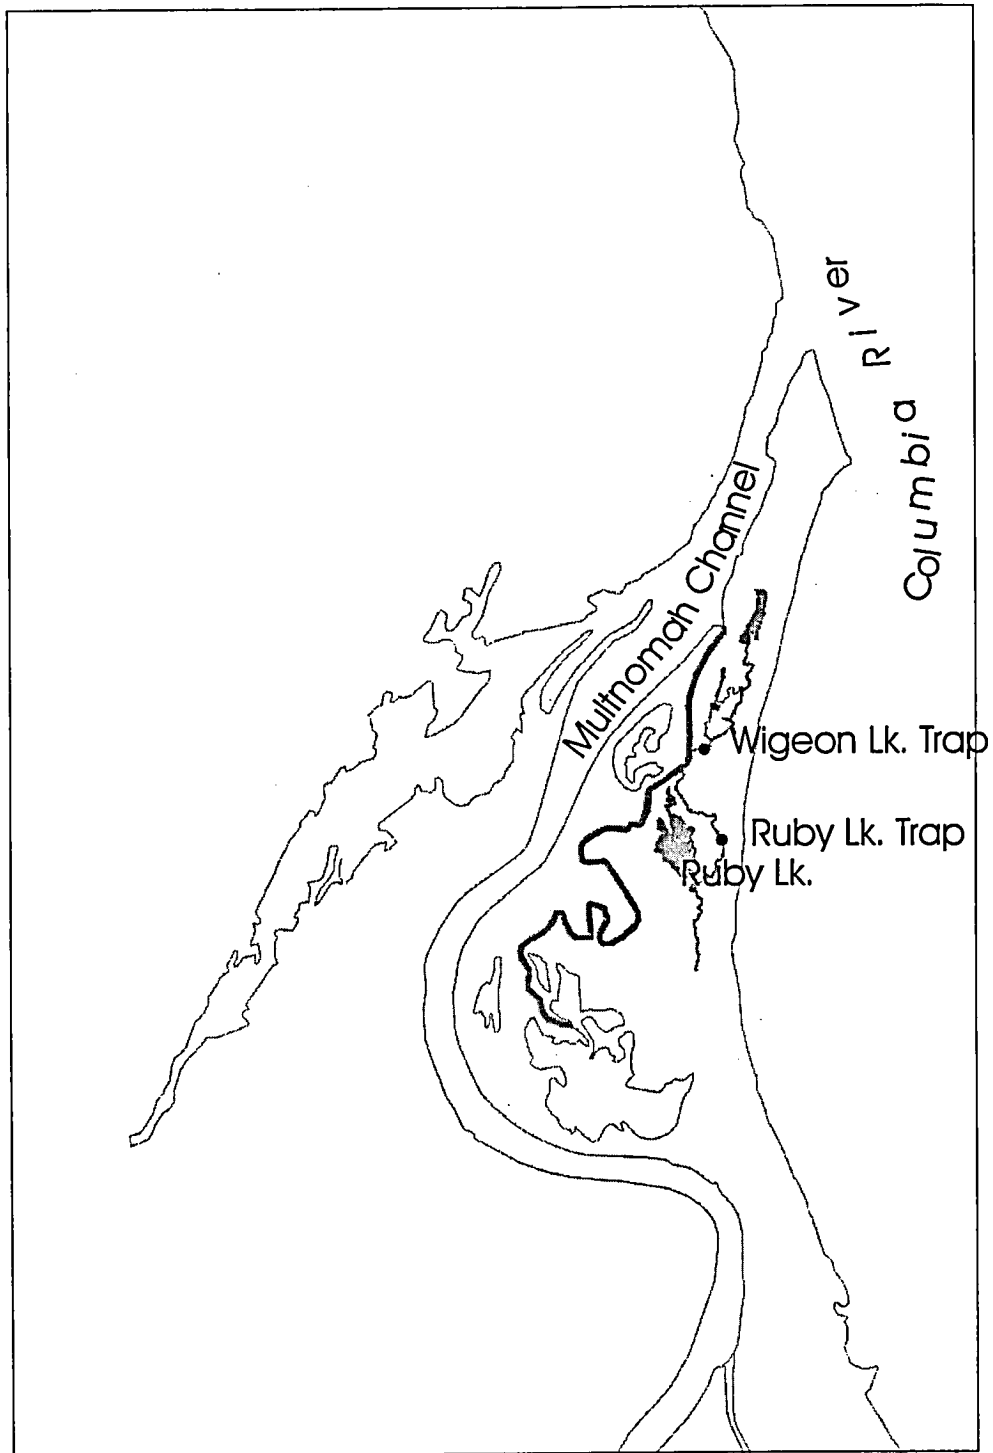 Columbia River
Multnomah Channel
Wigeon Lk. Trap
Ruby Lk. Trap
Ruby Lk.